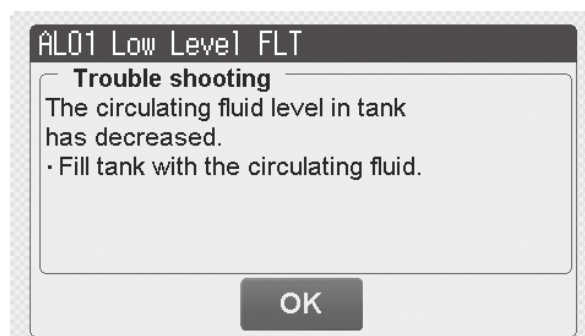 AL01 Low Level FLT
Trouble shooting
The circulating fluid level in tank
has decreased.
· Fill tank with the circulating fluid.
OK